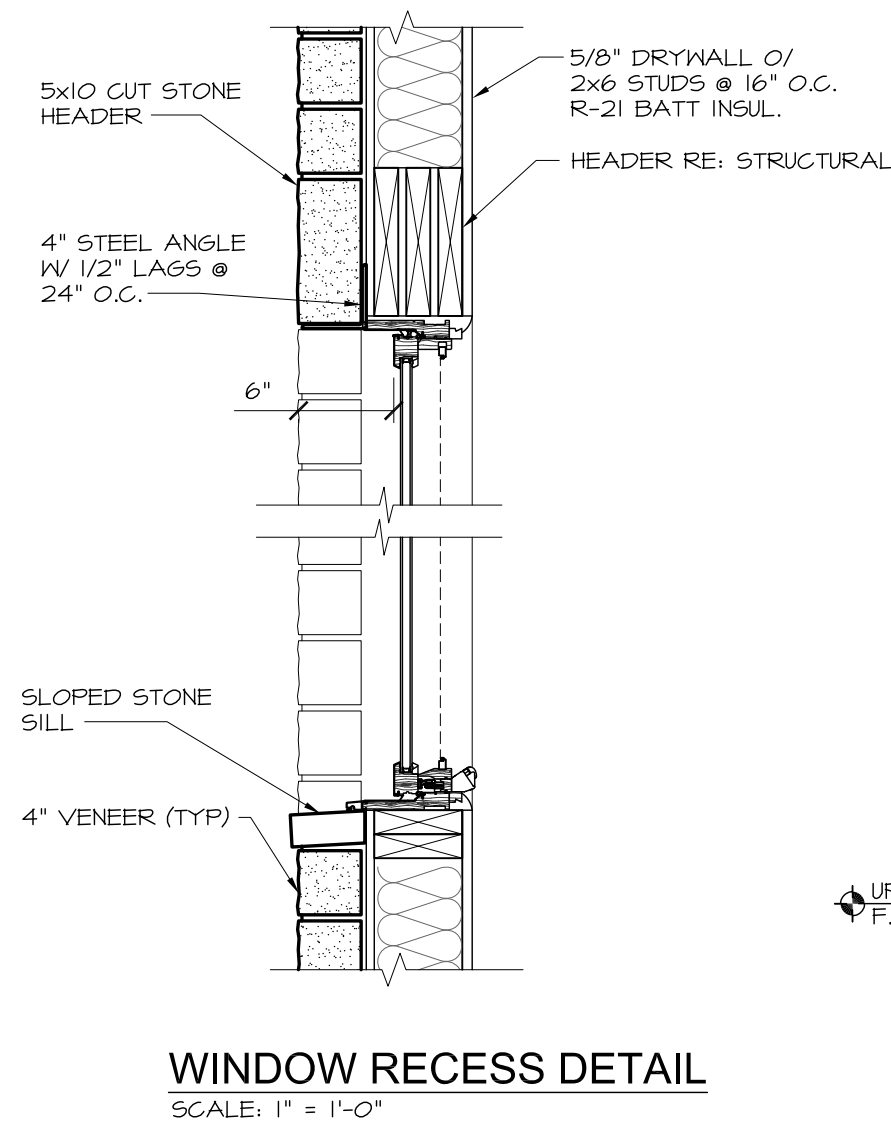 5x10 CUT STONE
HEADER
4" STEEL ANGLE
W/ 1/2" LAGS @
24" O.C.
5/8" DRYWALL O/
2x6 STUDS @ 16" O.C.
R-21 BATT INSUL.
HEADER RE: STRUCTURAL
6"
SLOPED STONE
SILL
4" VENEER (TYP)
F.
WINDOW RECESS DETAIL
SCALE: 1" = 1'-0"